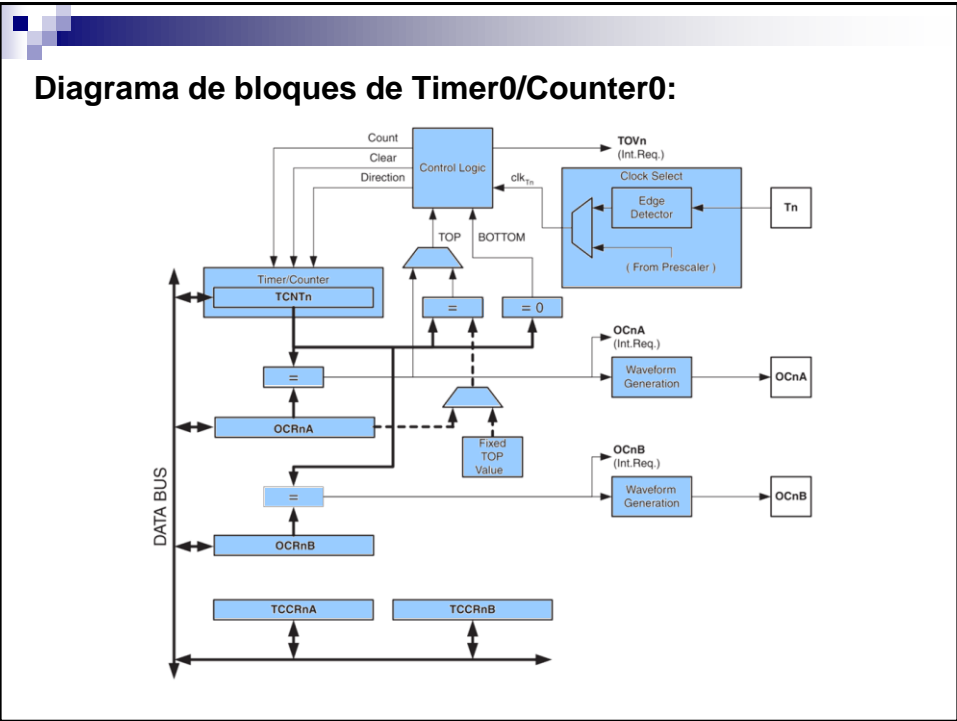 Diagrama de bloques de Timer0/Counter0:
Count
Clear
Direction
Control Logic
TOVn
(Int.Req.)
clkTn
Clock Select
Edge
Detector
Tn
( From Prescaler )
TOP
BOTTOM
Timer/Counter
TCNTn
=
= 0
=
OCnA
(Int.Req.)
Waveform
Generation
OCnA
OCRnA
Fixed
TOP
Value
OCnB
(Int.Req.)
Waveform
Generation
OCnB
=
OCRnB
DATA BUS
TCCRnA
TCCRnB